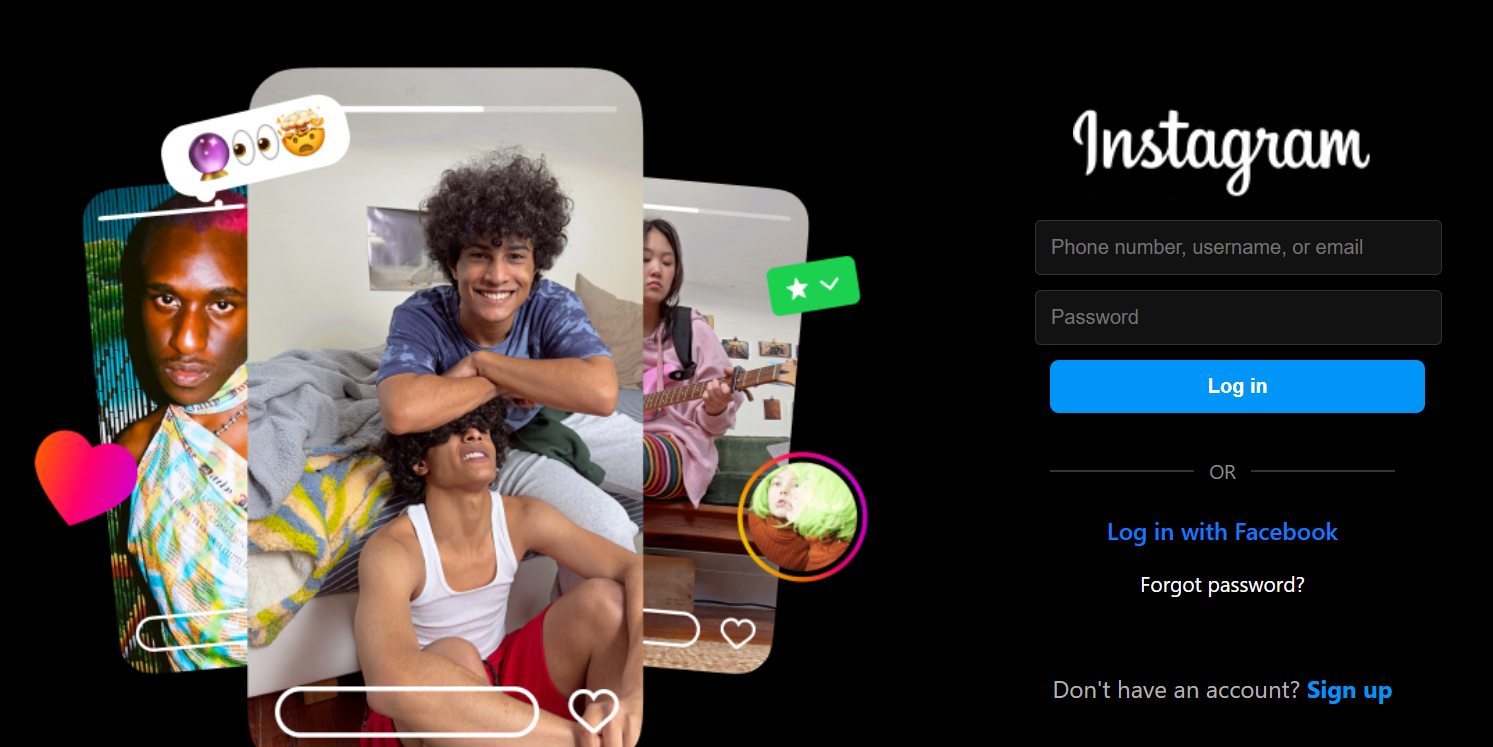 Instagram
Phone number, username, or email
Password
Log in
OR
Log in with Facebook
Forgot password?
Don't have an account? Sign up